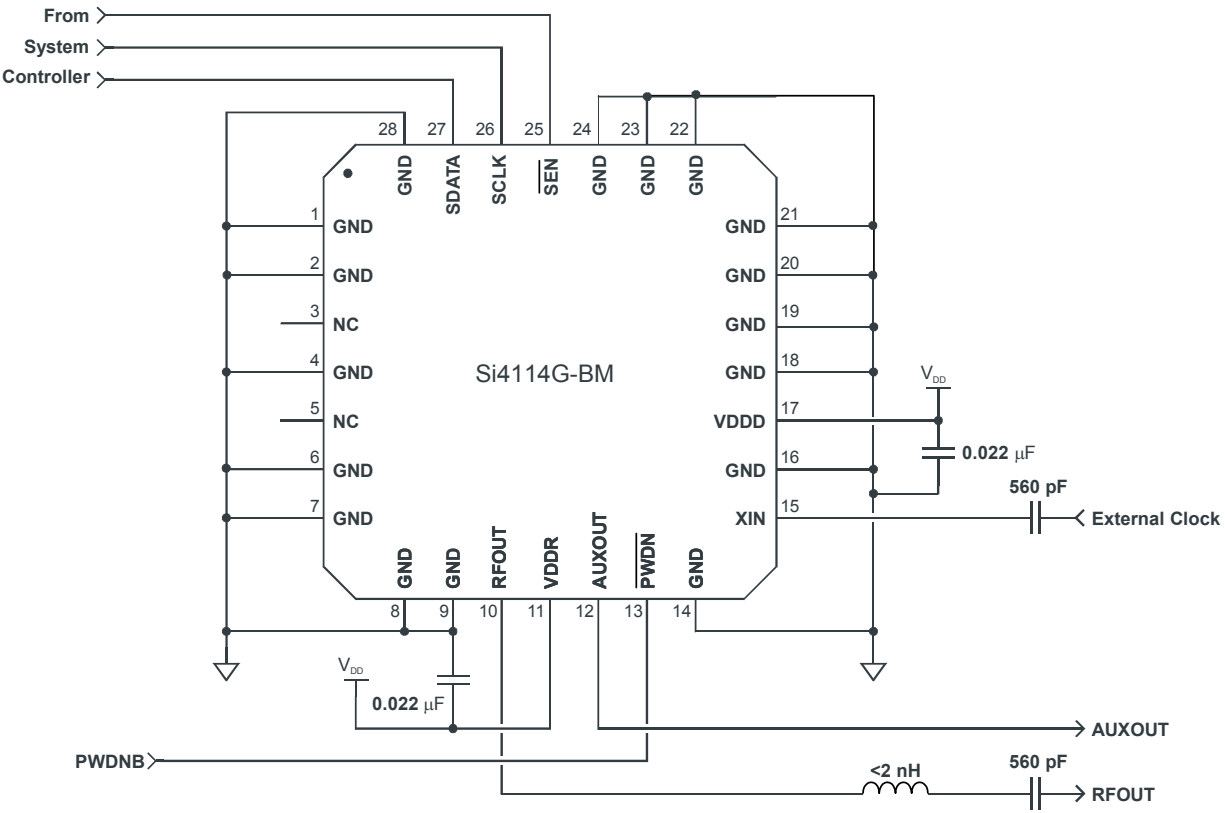 From
System
Controller
28 27 26 25 24 23 22
GND SDATA SCLK SEN GND GND GND
1 GND
2 GND
3 NC
4 GND
5 NC
6 GND
7 GND
Si4114G-BM
GND 21
GND 20
GND 19
GND 18
VDDD 17
GND 16
XIN 15
VDD
0.022 μF
560 pF
External Clock
GND GND RFOUT VDDR AUXOUT PWDN GND
8 9 10 11 12 13 14
VDD
0.022 μF
AUXOUT
PWDNB
<2 nH
560 pF
RFOUT